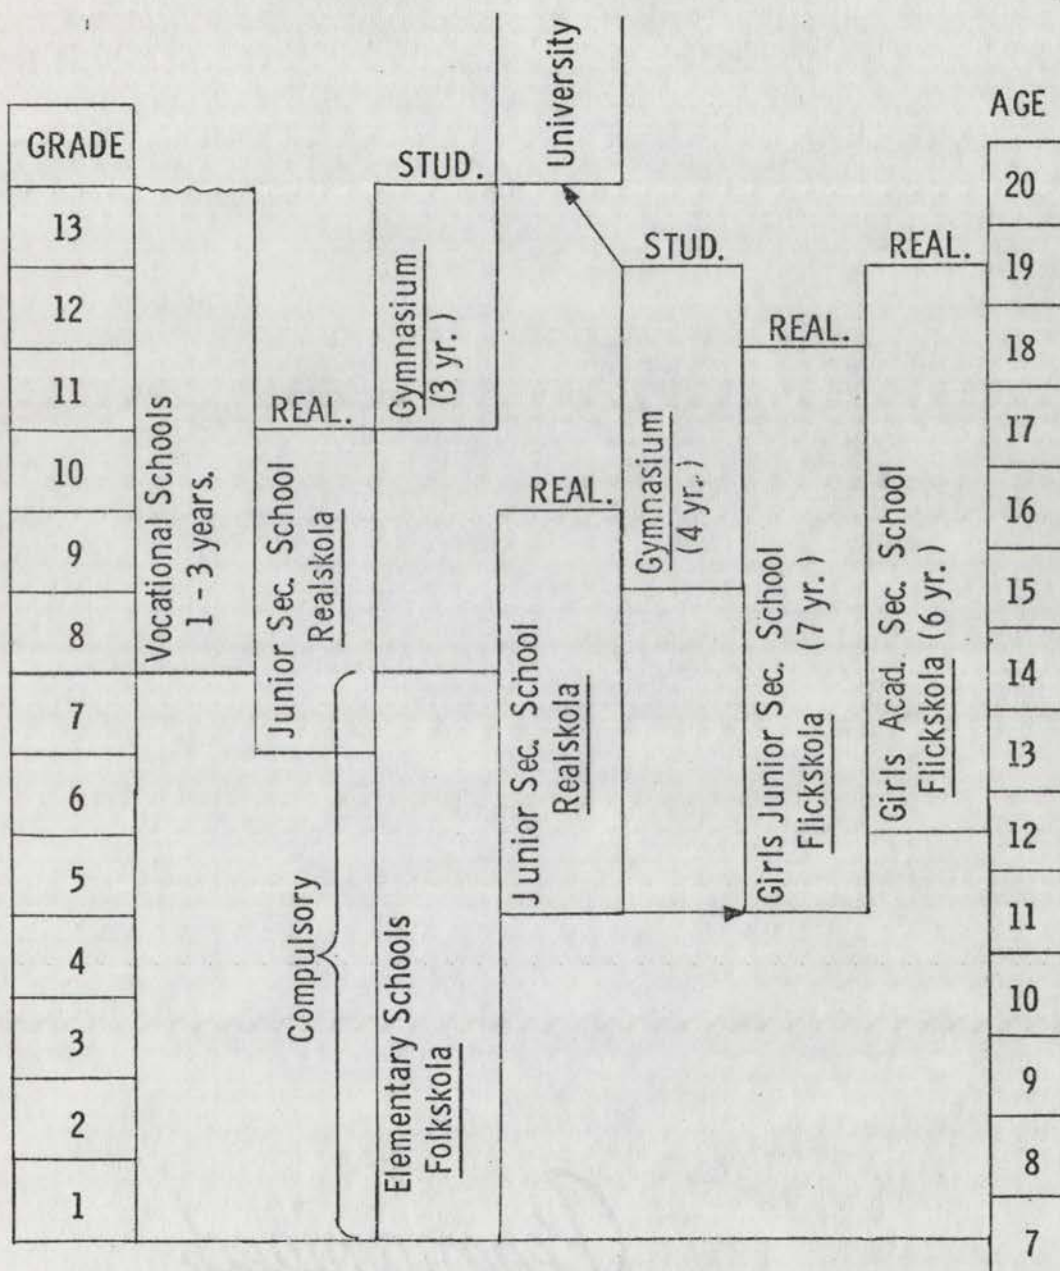 GRADE
13
12
11
10
9
8
7
6
5
4
3
2
1
Vocational Schools
1 - 3 years.
REAL.
Junior Sec. School
Realskola
Compulsory
STUD.
Gymnasium
(3 yr.)
Elementary Schools
Folkskola
University
REAL.
Junior Sec. School
Realskola
STUD.
Gymnasium
(4 yr.)
REAL.
Girls Junior Sec. School
Flickskola (7 yr.)
REAL.
Girls Acad. Sec. School
Flickskola (6 yr.)
AGE
20
19
18
17
16
15
14
13
12
11
10
9
8
7